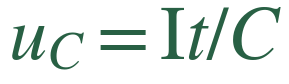 u_C = It/C